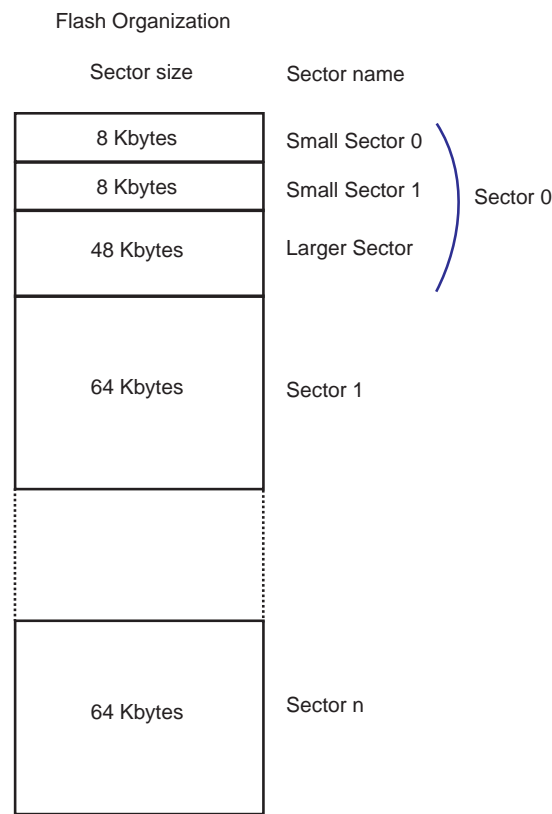 Flash Organization
Sector size Sector name
8 Kbytes Small Sector 0
8 Kbytes Small Sector 1 Sector 0
48 Kbytes Larger Sector
64 Kbytes Sector 1
64 Kbytes Sector n